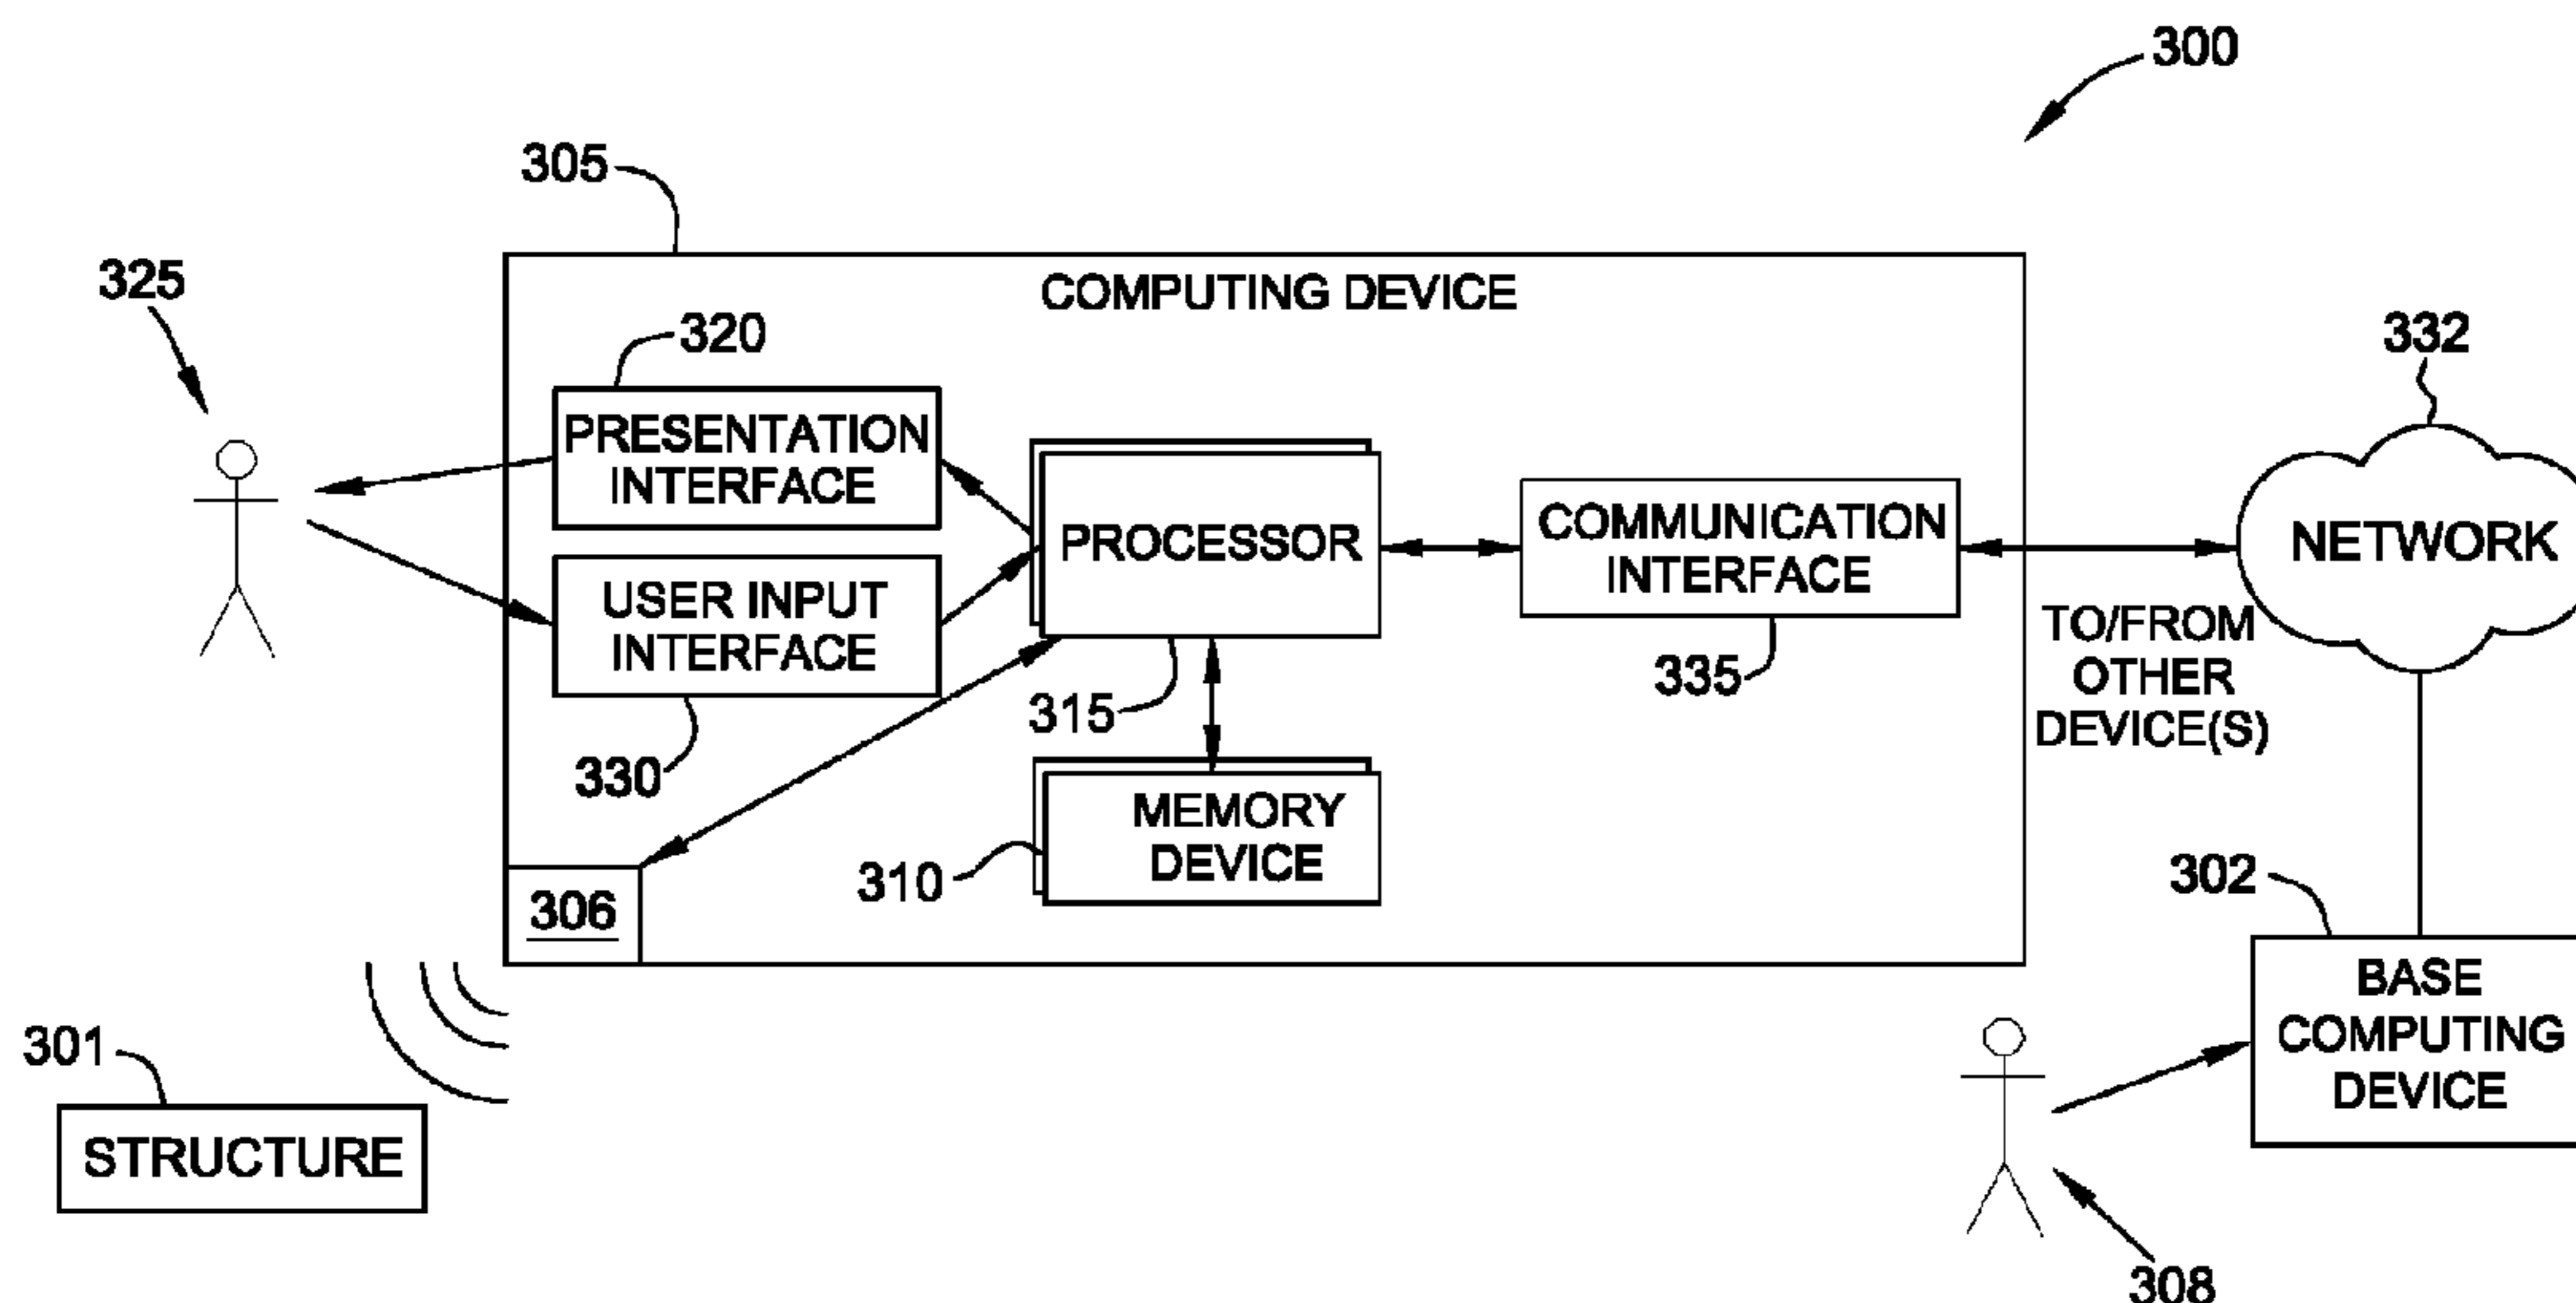 300
305
COMPUTING DEVICE
325
320
332
PRESENTATION
INTERFACE
PROCESSOR
COMMUNICATION
INTERFACE
NETWORK
USER INPUT
INTERFACE
TO/FROM
OTHER
DEVICE(S)
335
315
330
MEMORY
DEVICE
310
302
306
BASE
COMPUTING
DEVICE
301
STRUCTURE
308